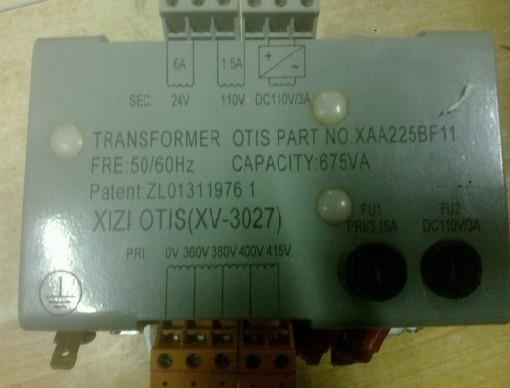 6A 1.5A + -
SEC. 24V 110V DC110V/3A
TRANSFORMER OTIS PART NO.XAA225BF11
FRE:50/60Hz CAPACITY:675VA
Patent:ZL01311976.1
XIZI OTIS(XV-3027)
FU1 FU2
PRI/3.15A DC110V/3A
PRI: 0V 360V 380V 400V 415V